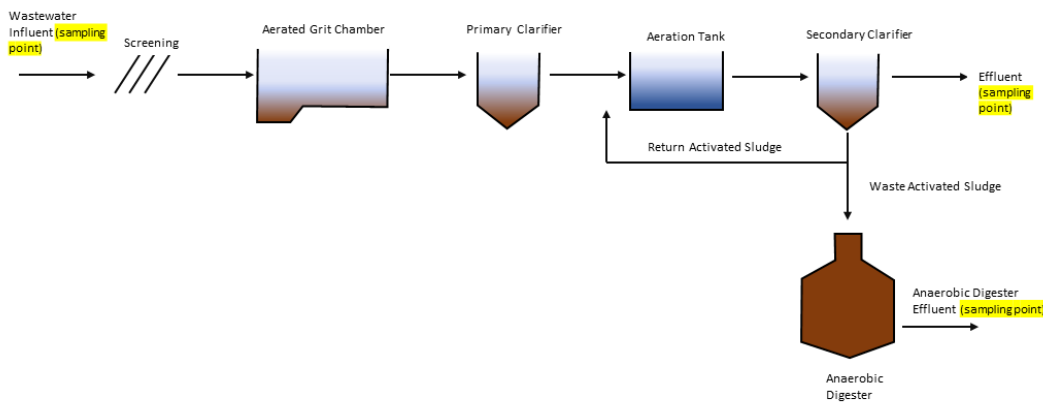 Wastewater
Influent (sampling
point)
Screening
Aerated Grit Chamber
Primary Clarifier
Aeration Tank
Secondary Clarifier
Effluent
(sampling
point)
Return Activated Sludge
Waste Activated Sludge
Anaerobic Digester
Effluent (sampling point)
Anaerobic
Digester